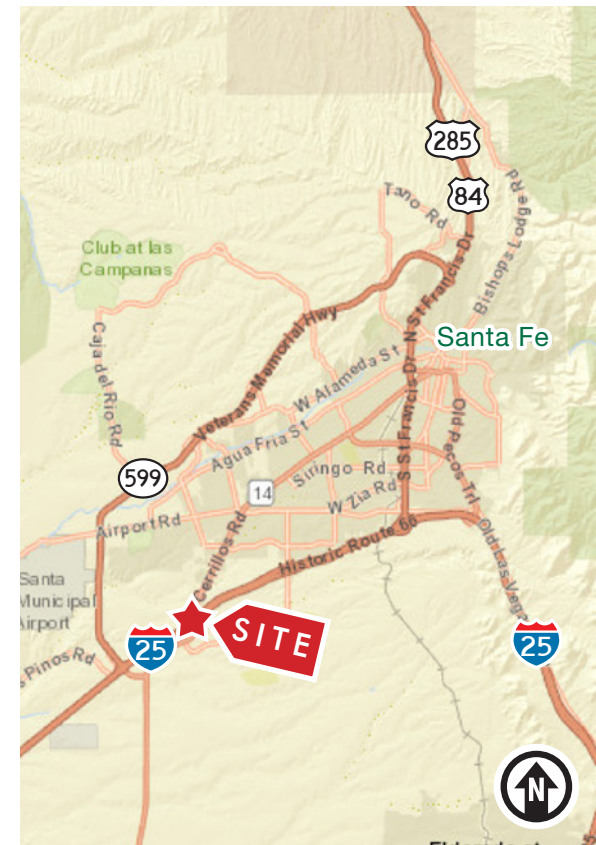 285
84
Tano Rd
Bishops Lodge Rd
Club at las
Campanas
N St Francis Dr
Santa Fe
Veterans Memorial Hwy
Caja del Rio Rd
W Alameda St
Agua Fria St
S St Francis Dr
Old Pecos Trl
599
Siringo Rd
14
W Zia Rd
Airport Rd
Cerrillos Rd
Historic Route 66
Old Las Vega
Santa
Municipal
Airport
SITE
25
25
s Pinos Rd
N